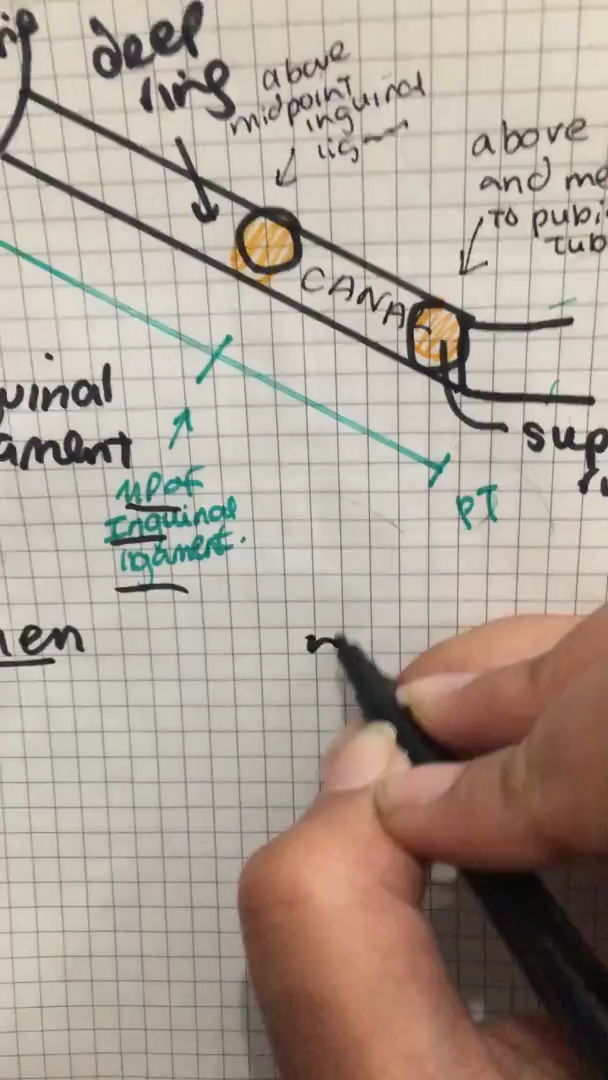 deep
ring
above
midpoint
inguinal
lig
above
and me
to pubi
tub
CANAL
uinal
ament
sup
MP of
Inguinal
ligament.
PT
men